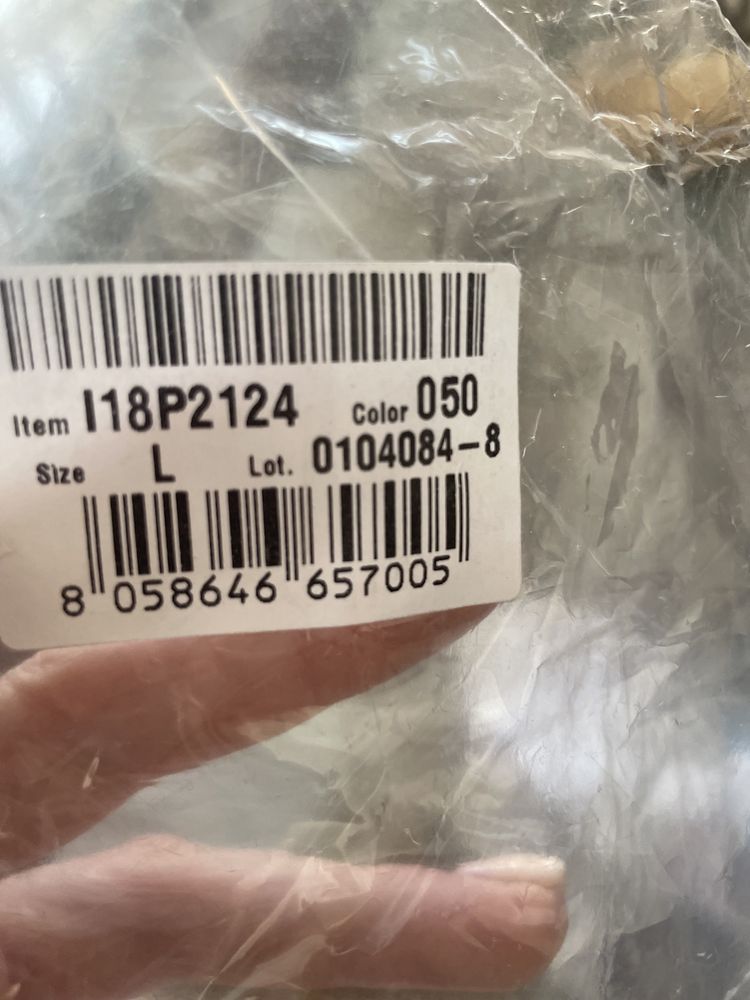 Item I18P2124 Color 050
Size L Lot. 0104084-8
8 058646 657005